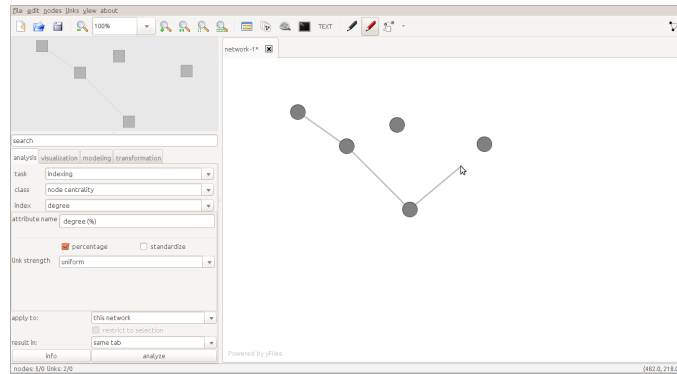 file edit nodes links view about
100%
TEXT
network-1*
search
analysis visualization modeling transformation
task indexing
class node centrality
index degree
attribute name degree (%)
percentage standardize
link strength uniform
apply to: this network
restrict to selection
result in: same tab
info analyze
Powered by yFiles
nodes: 5/0 links: 2/0
(482.0, 218.0